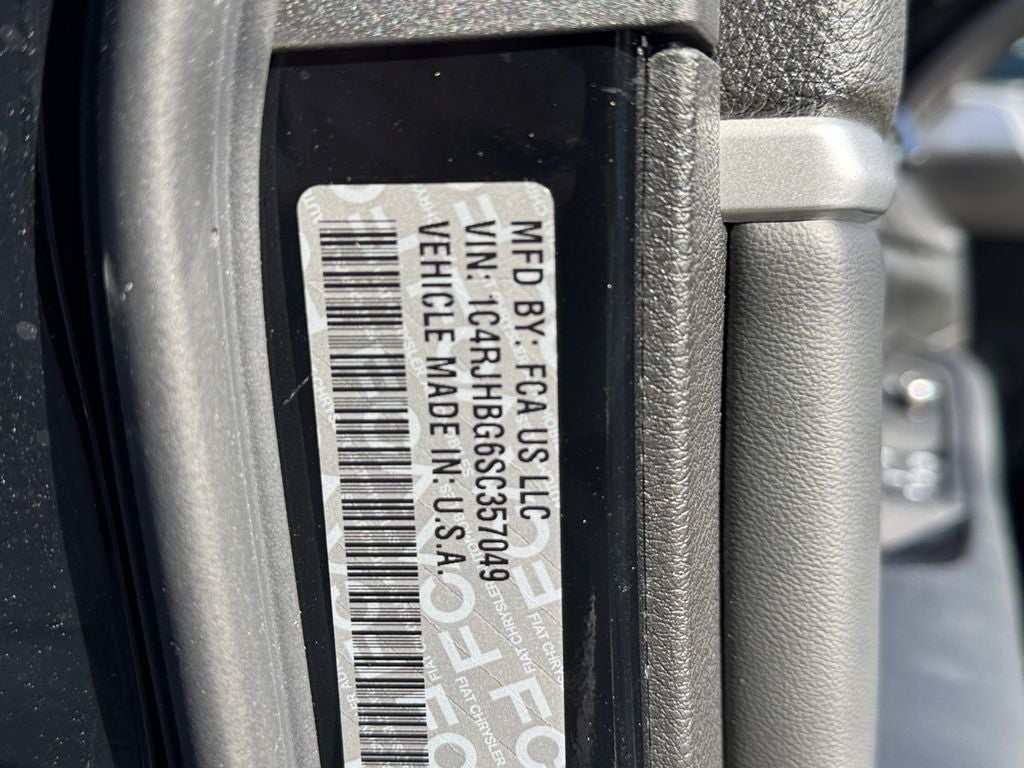 MFD BY: FCA US LLC
VIN: 1C4RJHBG6SC357049
VEHICLE MADE IN: U.S.A.